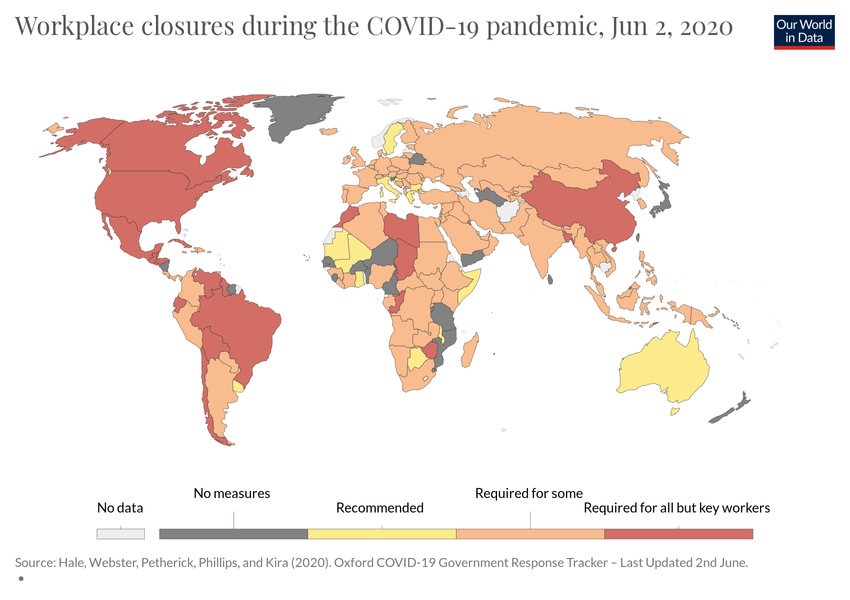 Workplace closures during the COVID-19 pandemic, Jun 2, 2020
Our World
in Data
No data
No measures
Recommended
Required for some
Required for all but key workers
Source: Hale, Webster, Petherick, Phillips, and Kira (2020). Oxford COVID-19 Government Response Tracker – Last Updated 2nd June.
•